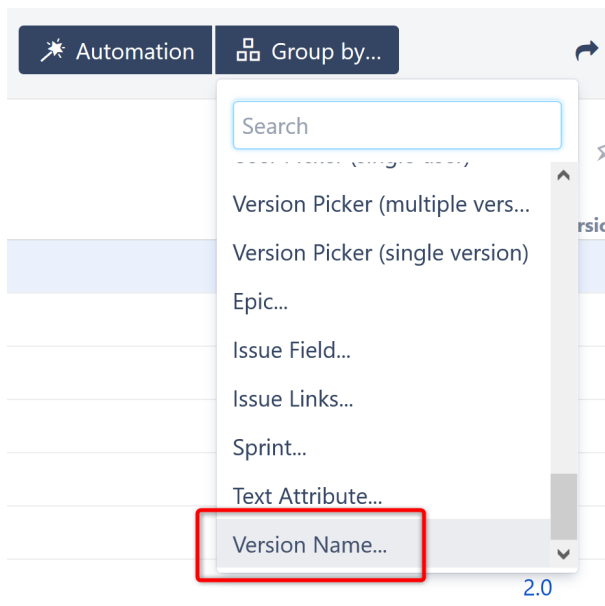 Automation
Group by...
Search
Version Picker (multiple vers...
Version Picker (single version)
Epic...
Issue Field...
Issue Links...
Sprint...
Text Attribute...
Version Name...
2.0